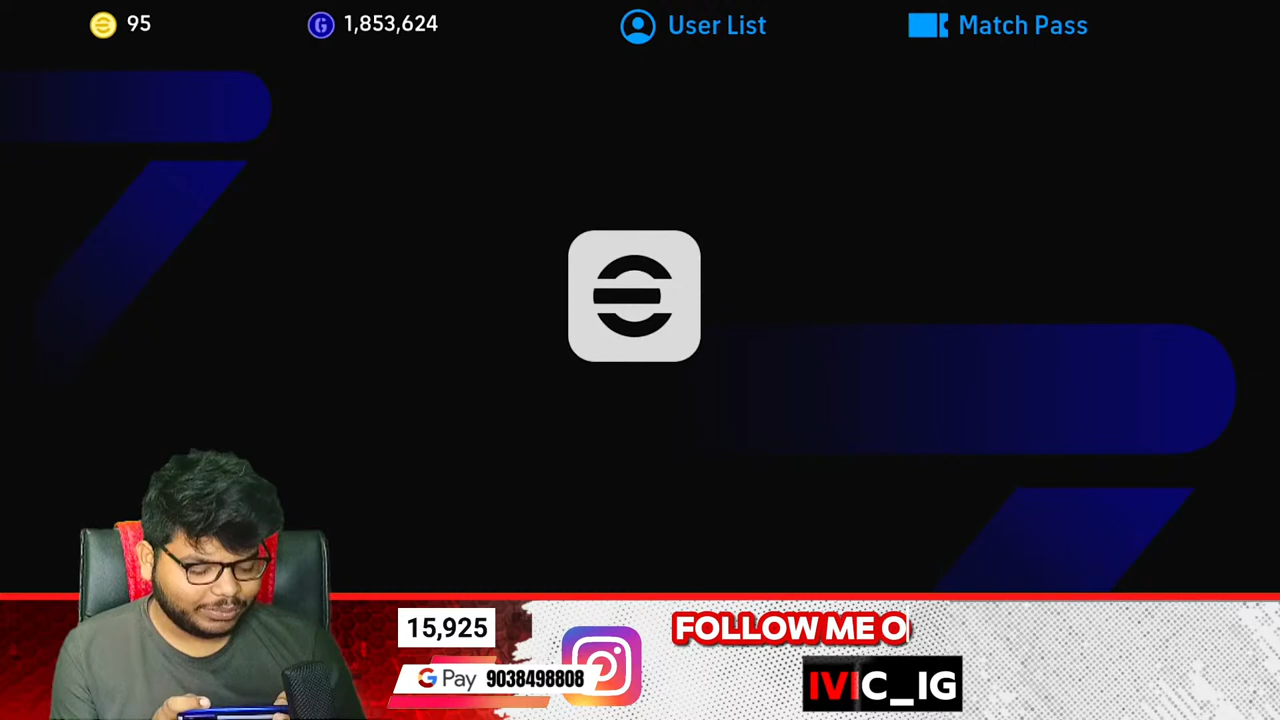 95
1,853,624
User List
Match Pass
15,925
FOLLOW ME O
G Pay 9038498808
IVIC_IG